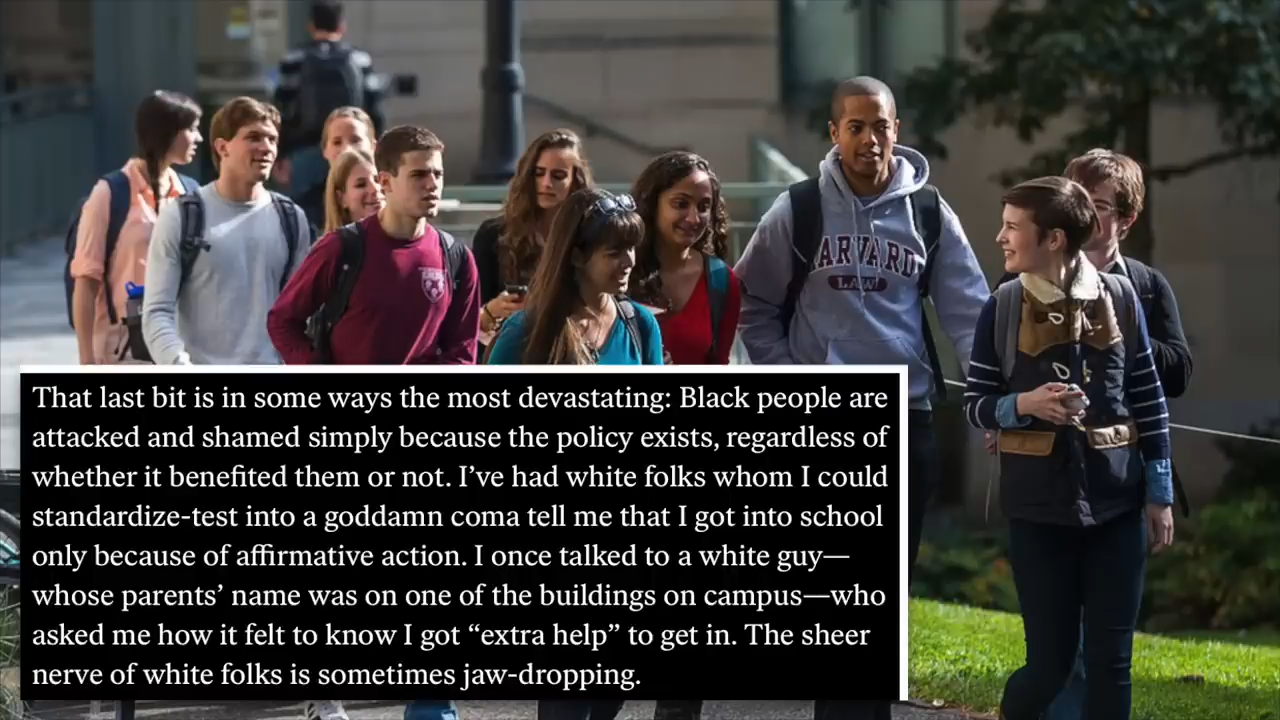 HARVARD
LAW
That last bit is in some ways the most devastating: Black people are
attacked and shamed simply because the policy exists, regardless of
whether it benefited them or not. I’ve had white folks whom I could
standardize-test into a goddamn coma tell me that I got into school
only because of affirmative action. I once talked to a white guy—
whose parents’ name was on one of the buildings on campus—who
asked me how it felt to know I got “extra help” to get in. The sheer
nerve of white folks is sometimes jaw-dropping.